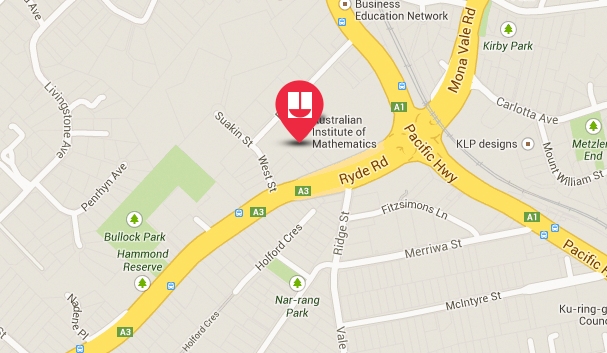 Business
Education Network
Mona Vale Rd
Kirby Park
Livingstone Ave
A1
Carlotta Ave
Suakin St
Australian
Institute of
Mathematics
Pacific Hwy
KLP designs
Metzler
End
Mount William St
West St
Ryde Rd
Penrhyn Ave
A3
A3
Fitzsimons Ln
Ridge St
A1
Bullock Park
Hammond
Reserve
Holford Cres
Merriwa St
Pacific H
Nar-rang
Park
McIntyre St
Ku-ring-g
Counc
Nadene Pl
Holford Cres
A3
Vale
St